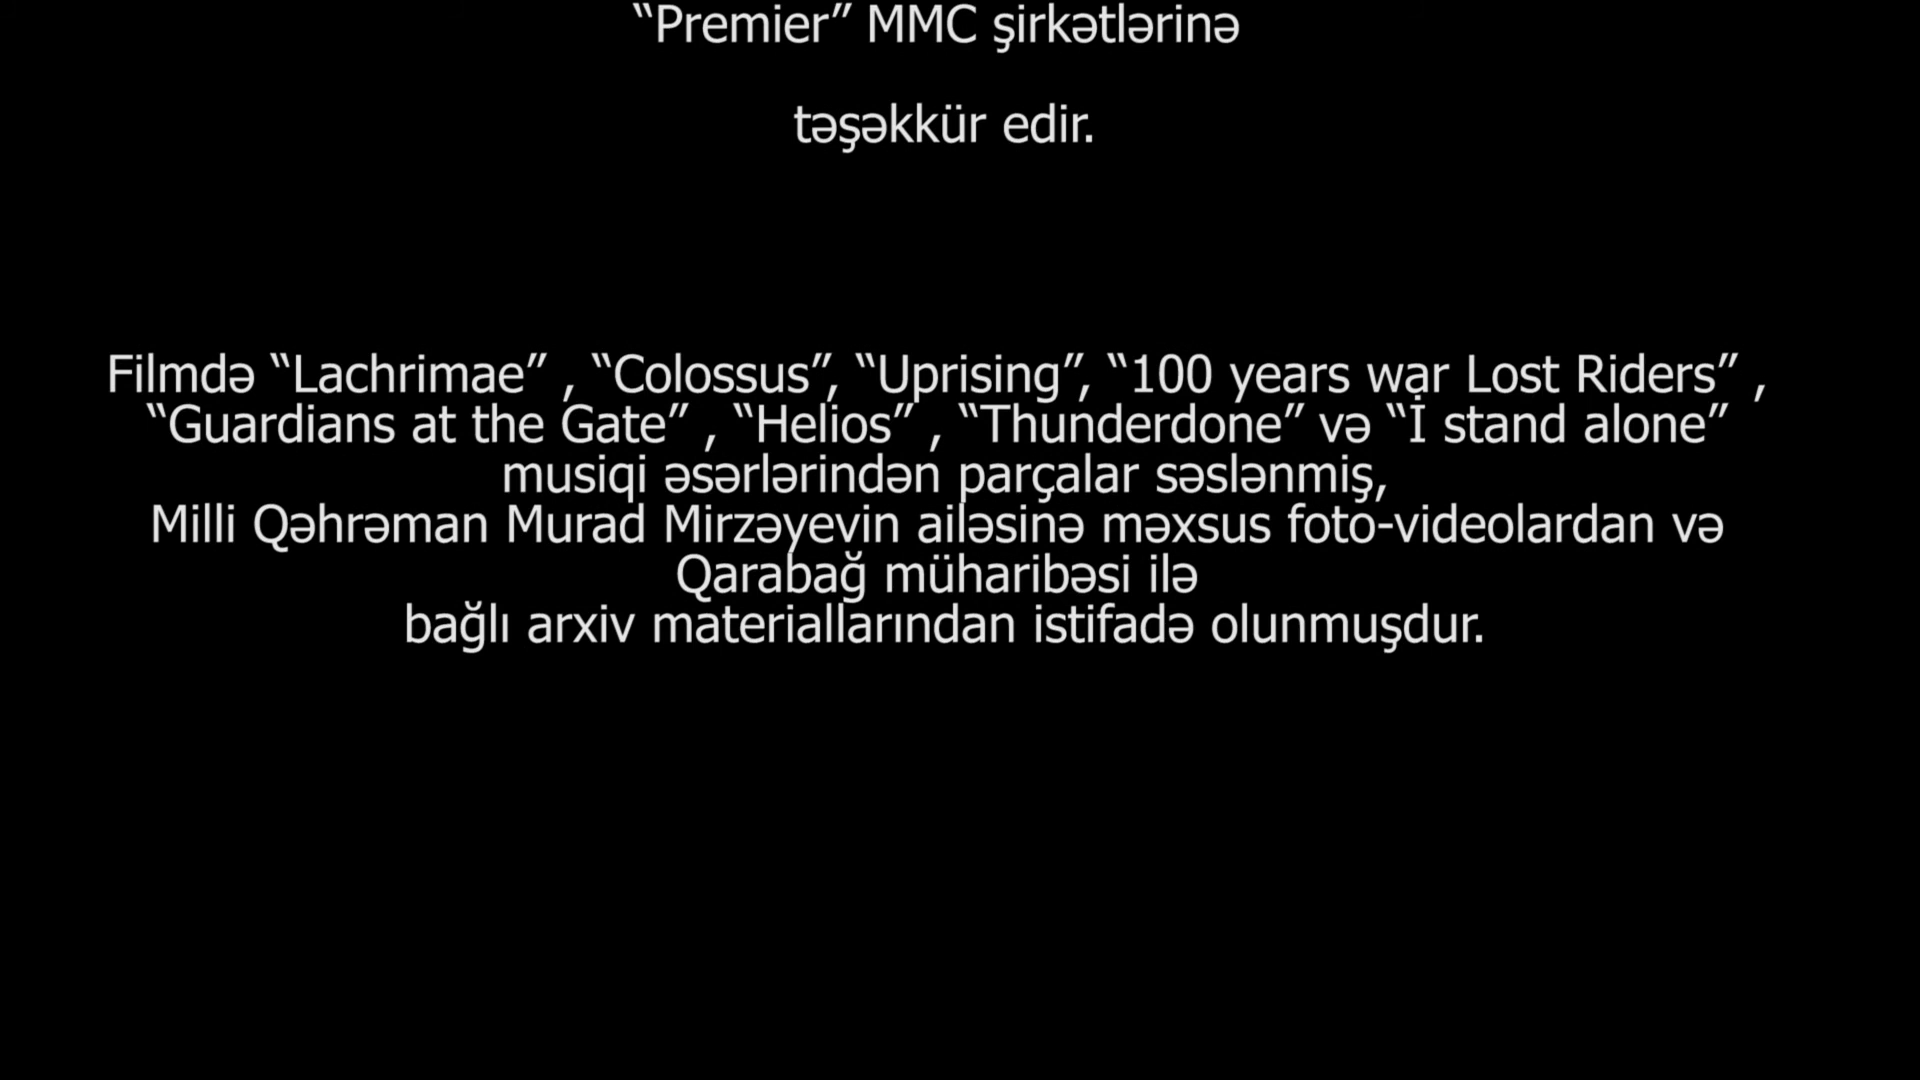 “Premier” MMC şirkətlərinə
təşəkkür edir.
Filmdə “Lachrimae” , “Colossus”, “Uprising”, “100 years war Lost Riders” ,
“Guardians at the Gate” , “Helios” , “Thunderdone” və “İ stand alone”
musiqi əsərlərindən parçalar səslənmiş,
Milli Qəhrəman Murad Mirzəyevin ailəsinə məxsus foto-videolardan və
Qarabağ müharibəsi ilə
bağlı arxiv materiallarından istifadə olunmuşdur.